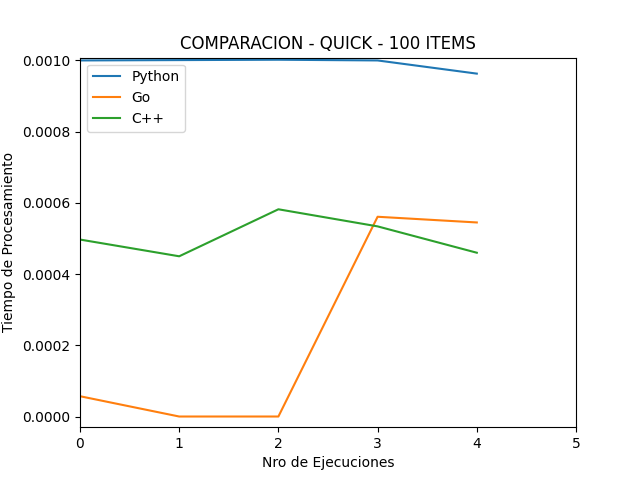 COMPARACION - QUICK - 100 ITEMS
0.0010
0.0008
0.0006
0.0004
0.0002
0.0000
Tiempo de Procesamiento
Python
Go
C++
0 1 2 3 4 5
Nro de Ejecuciones